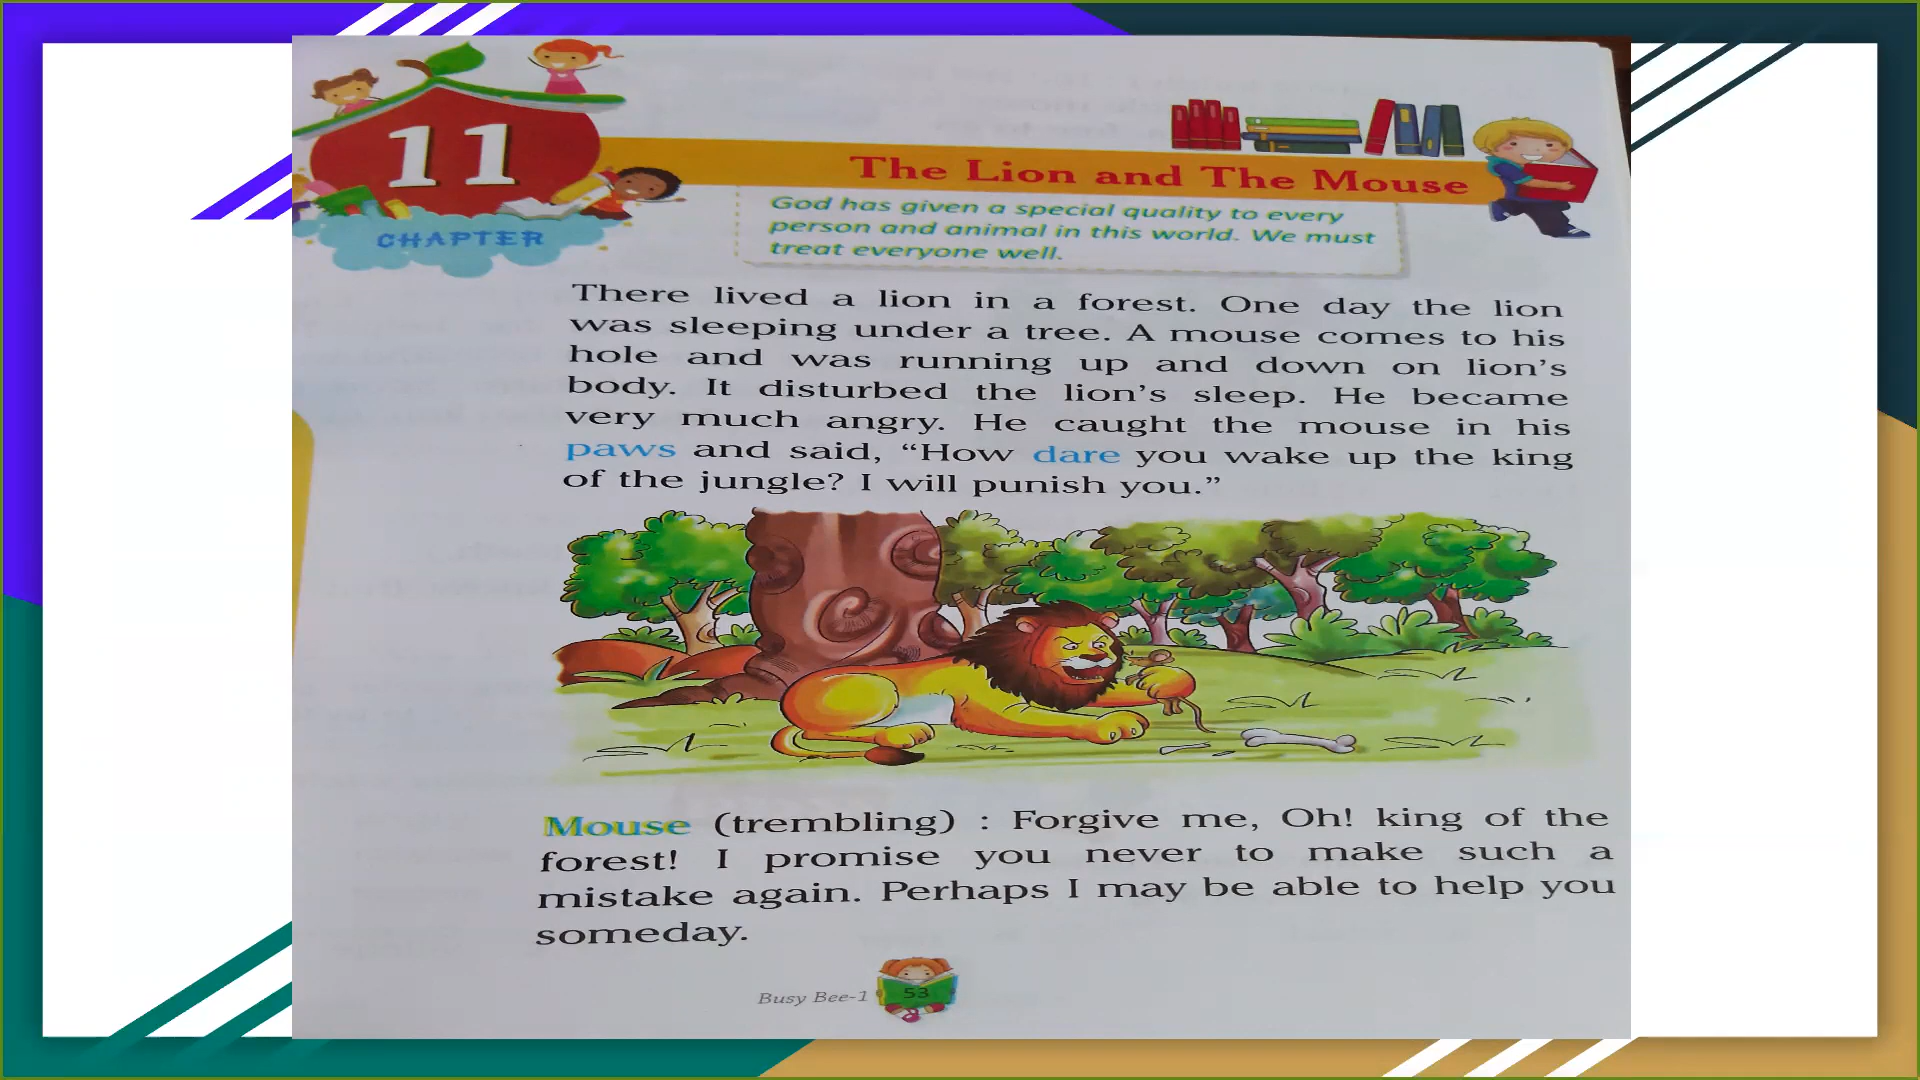 11
CHAPTER
The Lion and The Mouse
God has given a special quality to every
person and animal in this world. We must
treat everyone well.
There lived a lion in a forest. One day the lion
was sleeping under a tree. A mouse comes to his
hole and was running up and down on lion's
body. It disturbed the lion's sleep. He became
very much angry. He caught the mouse in his
paws and said, “How dare you wake up the king
of the jungle? I will punish you.”
Mouse (trembling) : Forgive me, Oh! king of the
forest! I promise you never to make such a
mistake again. Perhaps I may be able to help you
someday.
Busy Bee-1 53